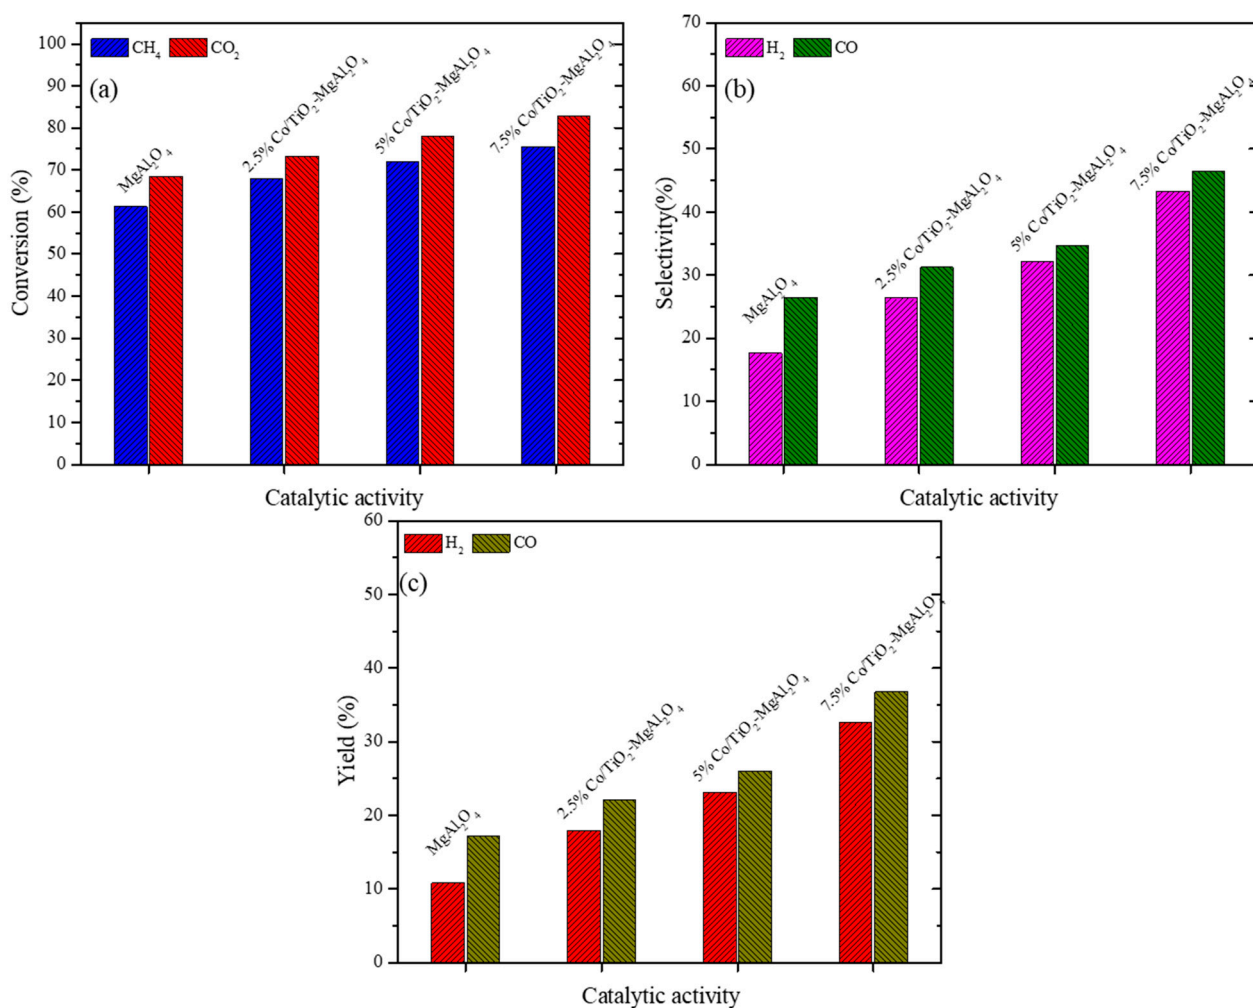 CH₄ CO₂
(a)
100
90
80
70
60
50
40
30
20
10
0
Conversion (%)
MgAl₂O₄
2.5% Co/TiO₂-MgAl₂O₄
5% Co/TiO₂-MgAl₂O₄
7.5% Co/TiO₂-MgAl₂O₄
Catalytic activity
H₂ CO
(b)
70
60
50
40
30
20
10
0
Selectivity(%)
MgAl₂O₄
2.5% Co/TiO₂-MgAl₂O₄
5% Co/TiO₂-MgAl₂O₄
7.5% Co/TiO₂-MgAl₂O₄
Catalytic activity
H₂ CO
(c)
60
50
40
30
20
10
0
Yield (%)
MgAl₂O₄
2.5% Co/TiO₂-MgAl₂O₄
5% Co/TiO₂-MgAl₂O₄
7.5% Co/TiO₂-MgAl₂O₄
Catalytic activity